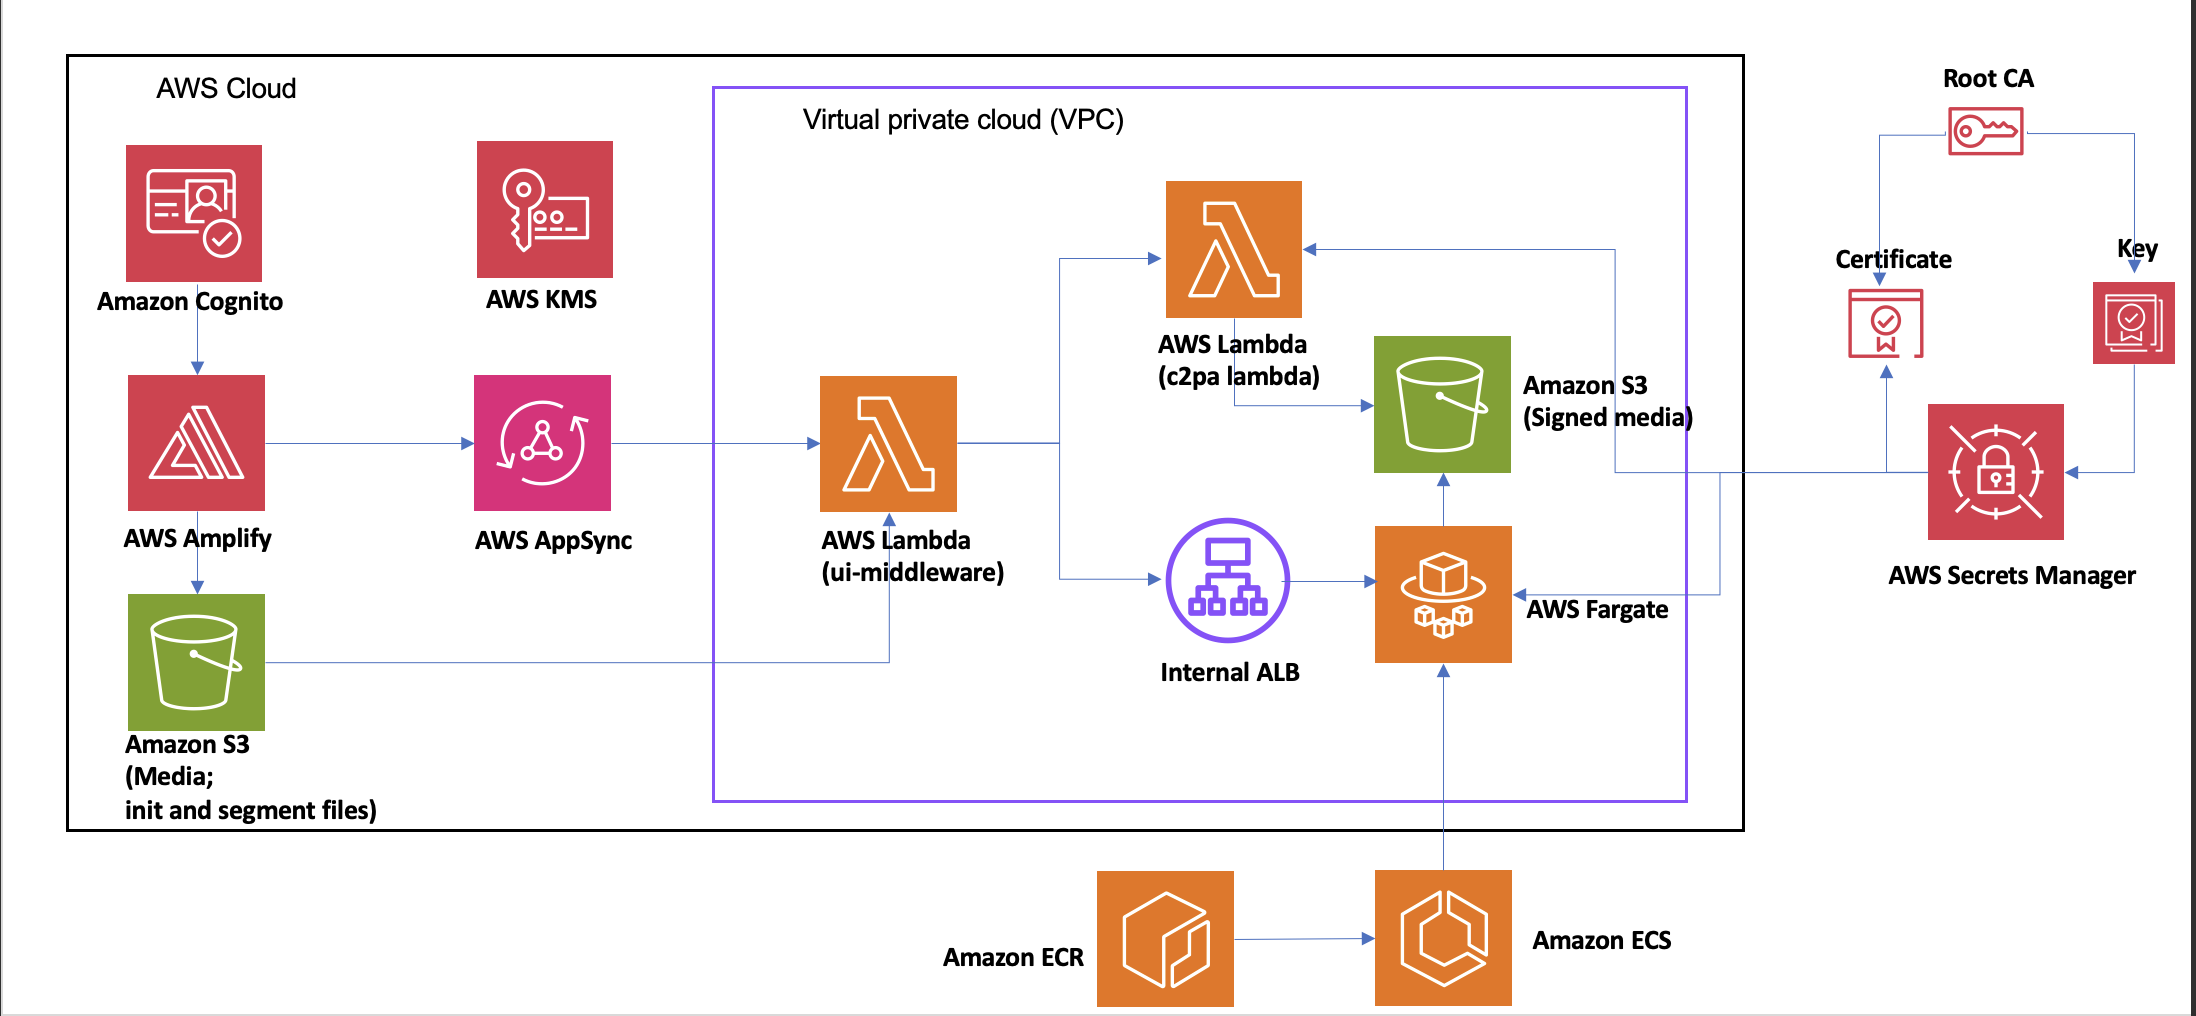 AWS Cloud
Virtual private cloud (VPC)
Root CA
Amazon Cognito
AWS KMS
Certificate
Key
AWS Lambda
(c2pa lambda)
Amazon S3
(Signed media)
AWS Amplify
AWS AppSync
AWS Lambda
(ui-middleware)
AWS Secrets Manager
AWS Fargate
Internal ALB
Amazon S3
(Media;
init and segment files)
Amazon ECR
Amazon ECS